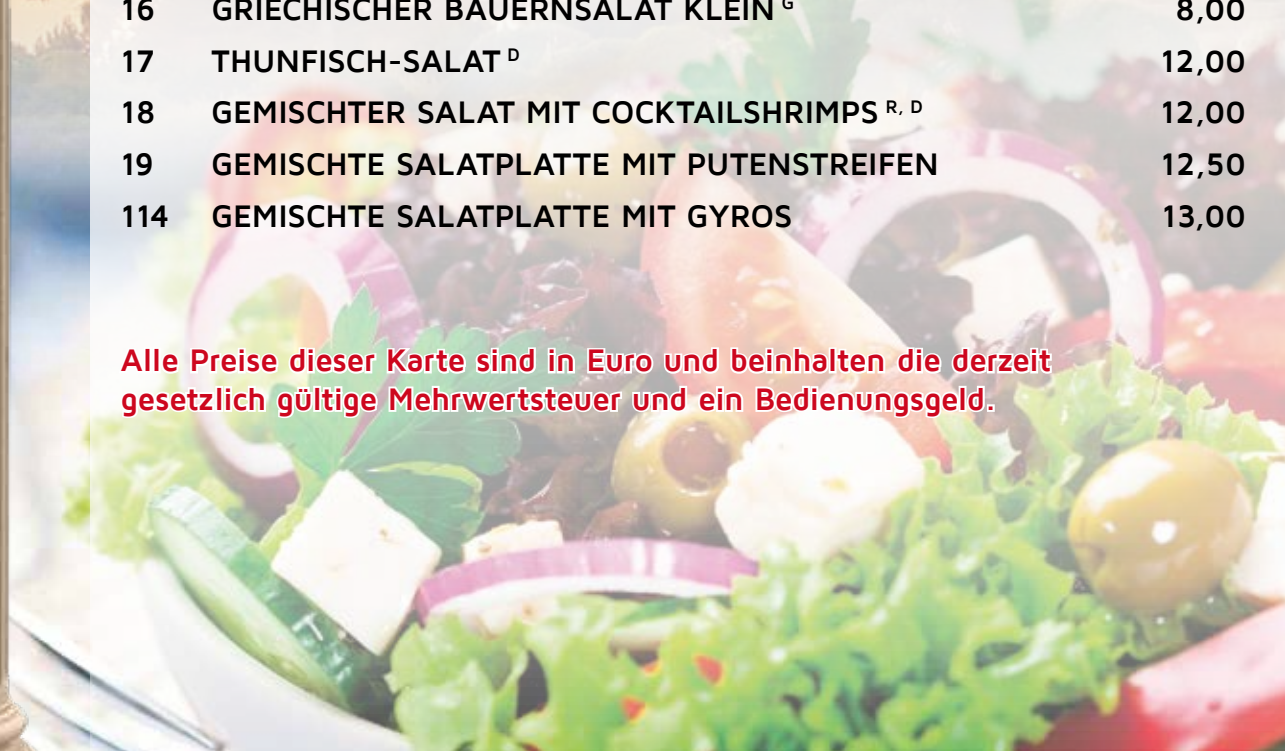 16 GRIECHISCHER BAUERNSALAT KLEIN G 8,00
17 THUNFISCH-SALAT D 12,00
18 GEMISCHTER SALAT MIT COCKTAILSHRIMPS R, D 12,00
19 GEMISCHTE SALATPLATTE MIT PUTENSTREIFEN 12,50
114 GEMISCHTE SALATPLATTE MIT GYROS 13,00
Alle Preise dieser Karte sind in Euro und beinhalten die derzeit
gesetzlich gültige Mehrwertsteuer und ein Bedienungsgeld.